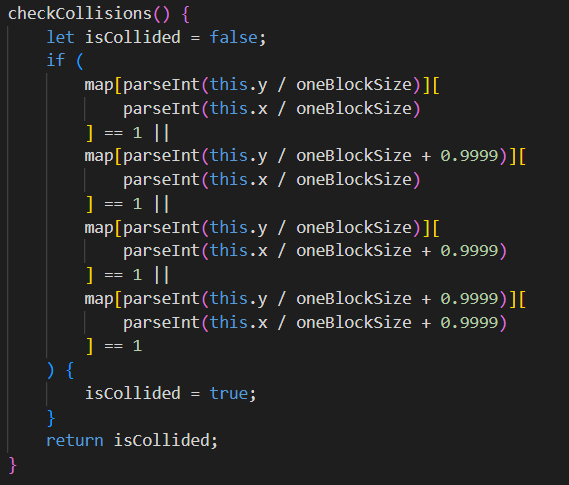 checkCollisions() {
    let isCollided = false;
    if (
        map[parseInt(this.y / oneBlockSize)][
            parseInt(this.x / oneBlockSize)
        ] == 1 ||
        map[parseInt(this.y / oneBlockSize + 0.9999)][
            parseInt(this.x / oneBlockSize)
        ] == 1 ||
        map[parseInt(this.y / oneBlockSize)][
            parseInt(this.x / oneBlockSize + 0.9999)
        ] == 1 ||
        map[parseInt(this.y / oneBlockSize + 0.9999)][
            parseInt(this.x / oneBlockSize + 0.9999)
        ] == 1
    ) {
        isCollided = true;
    }
    return isCollided;
}